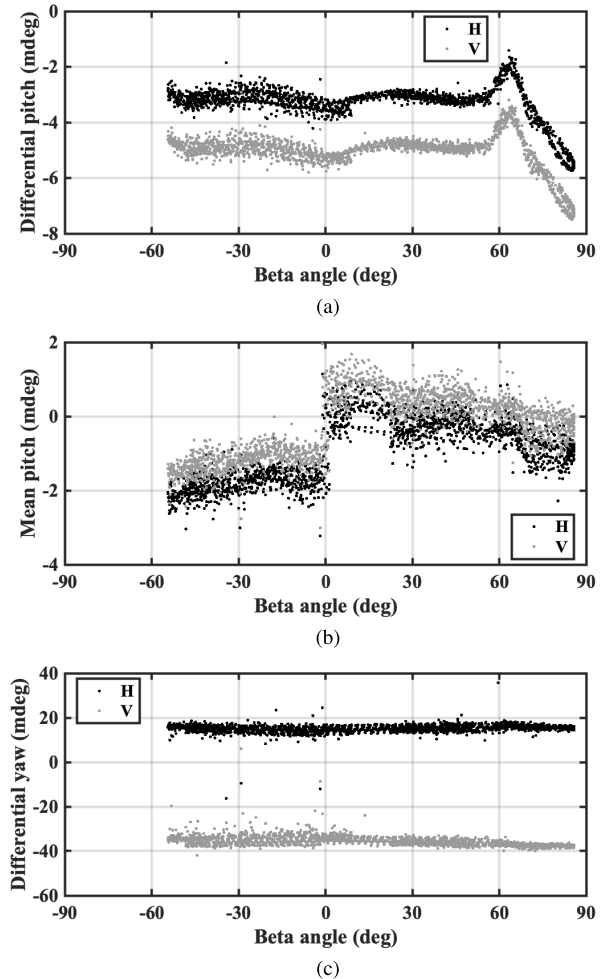 0
H
V
-2
-4
-6
-8
-90 -60 -30 0 30 60 90
Differential pitch (mdeg)
Beta angle (deg)
(a)
2
0
-2
-4
H
V
-90 -60 -30 0 30 60 90
Mean pitch (mdeg)
Beta angle (deg)
(b)
40
H
V
20
0
-20
-40
-60
-90 -60 -30 0 30 60 90
Differential yaw (mdeg)
Beta angle (deg)
(c)